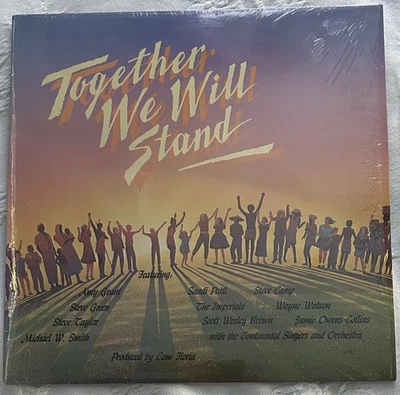 Together
We Will
Stand
Featuring:
Amy Grant Sandi Patti Steve Camp
Steve Green The Imperials Wayne Watson
Steve Taylor Scott Wesley Brown Jamie Owens-Collins
Michael W. Smith with the Continental Singers and Orchestra
Produced by Cam Floria